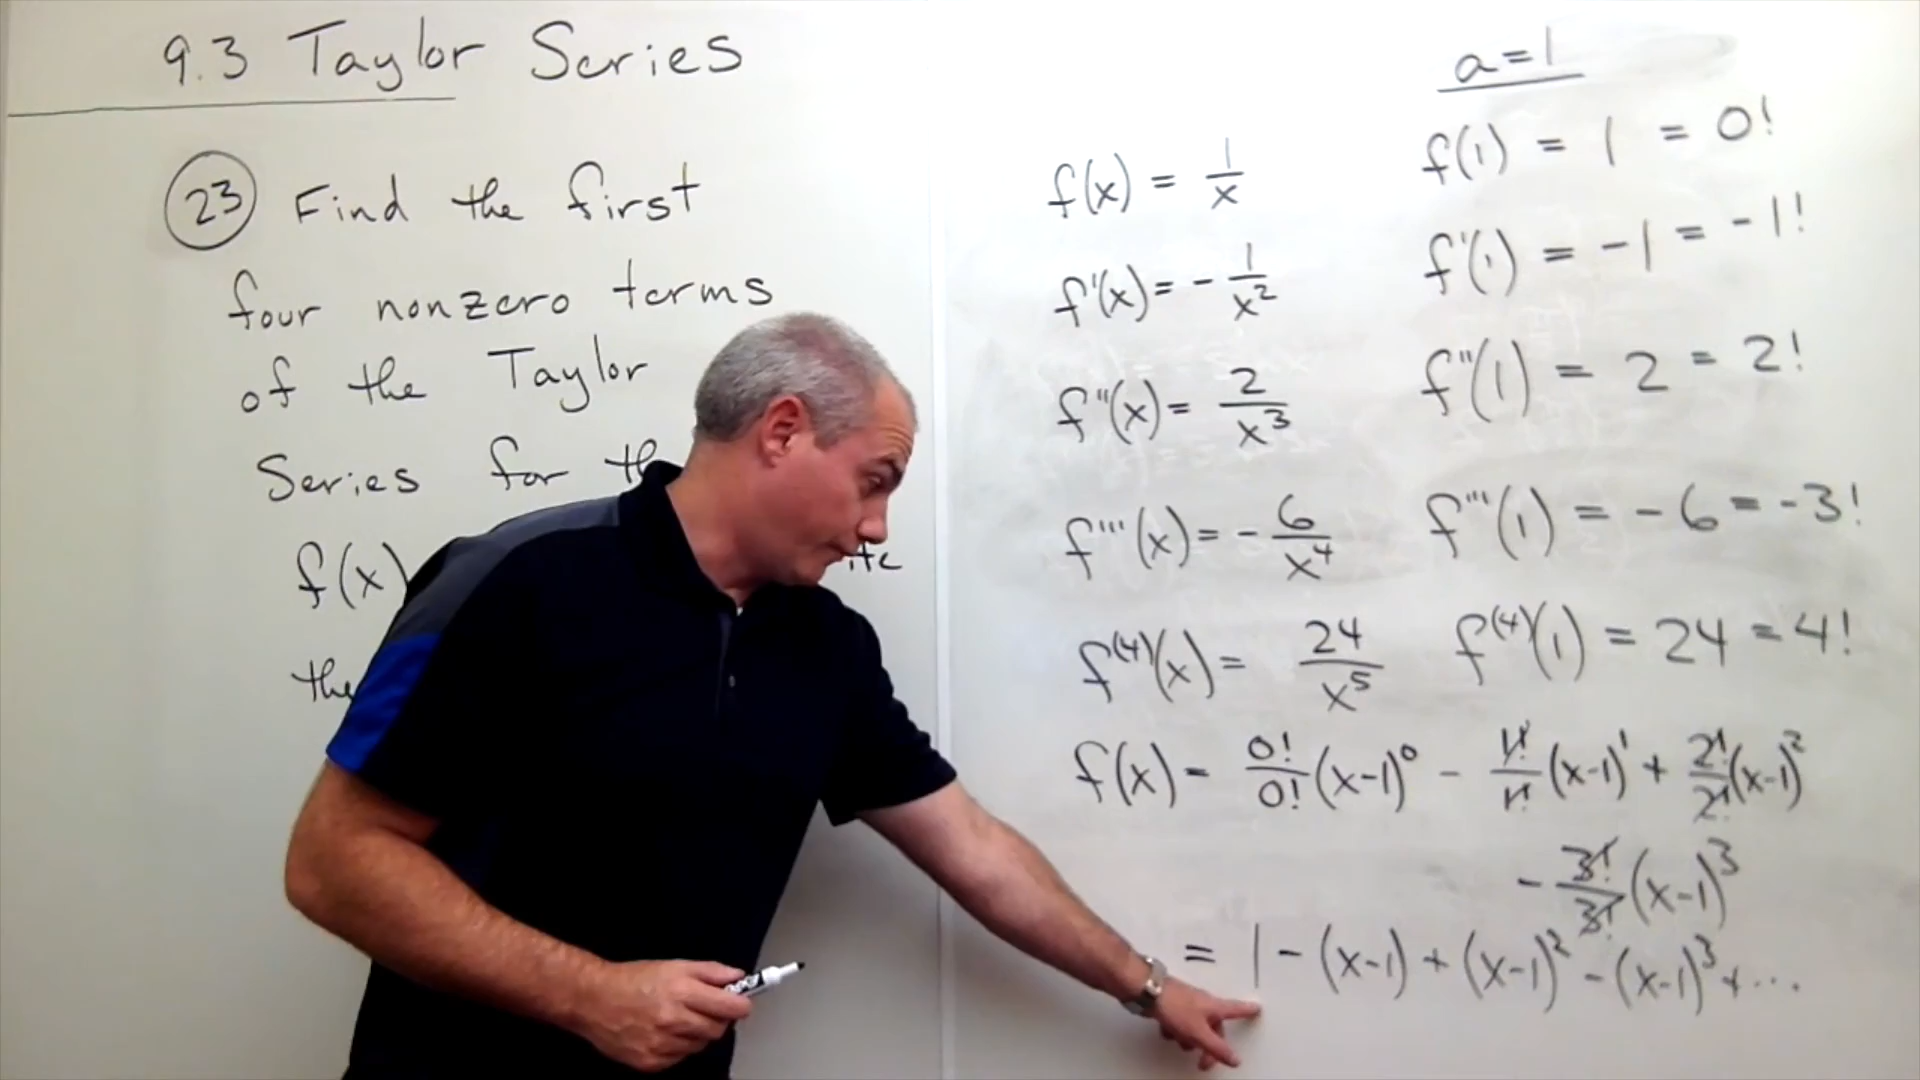 9.3 Taylor Series
23 Find the first
four nonzero terms
of the Taylor
Series for
f(x)
the
f(x) = 1/x
f'(x) = - 1/x²
f''(x) = 2/x³
f'''(x) = - 6/x⁴
f⁽⁴⁾(x) = 24/x⁵
a=1
f(1) = 1 = 0!
f'(1) = -1 = -1!
f''(1) = 2 = 2!
f'''(1) = -6 = -3!
f⁽⁴⁾(1) = 24 = 4!
f(x) = 0!/0! (x-1)⁰ - 1!/1! (x-1)¹ + 2!/2! (x-1)²
- 3!/3! (x-1)³
= 1 - (x-1) + (x-1)² - (x-1)³ + ...